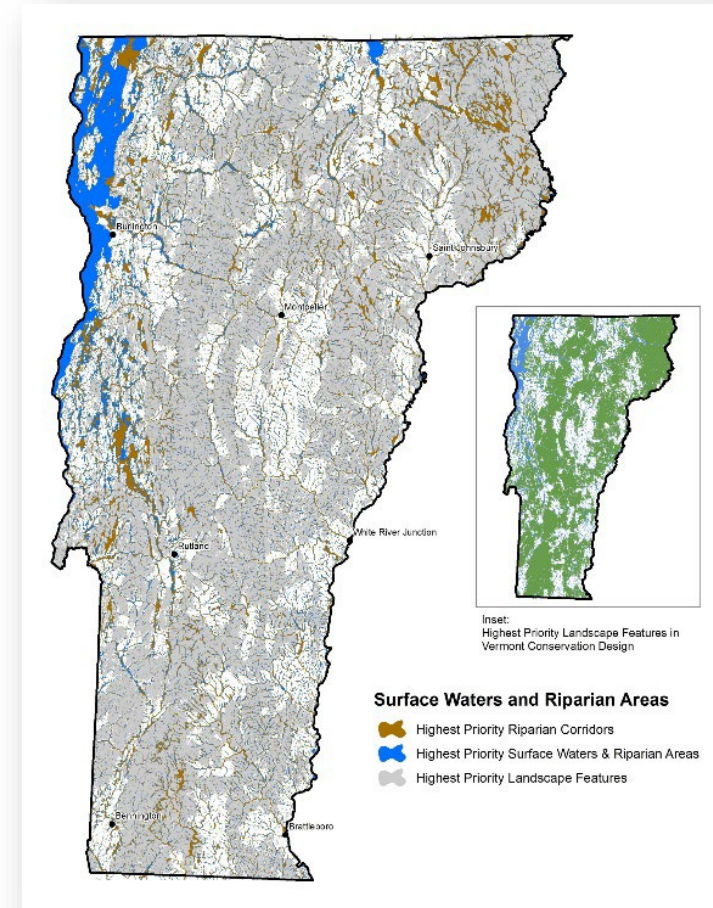 Burlington
Saint Johnsbury
Montpelier
White River Junction
Rutland
Inset:
Highest Priority Landscape Features in
Vermont Conservation Design
Surface Waters and Riparian Areas
Highest Priority Riparian Corridors
Highest Priority Surface Waters & Riparian Areas
Highest Priority Landscape Features
Bennington
Brattleboro